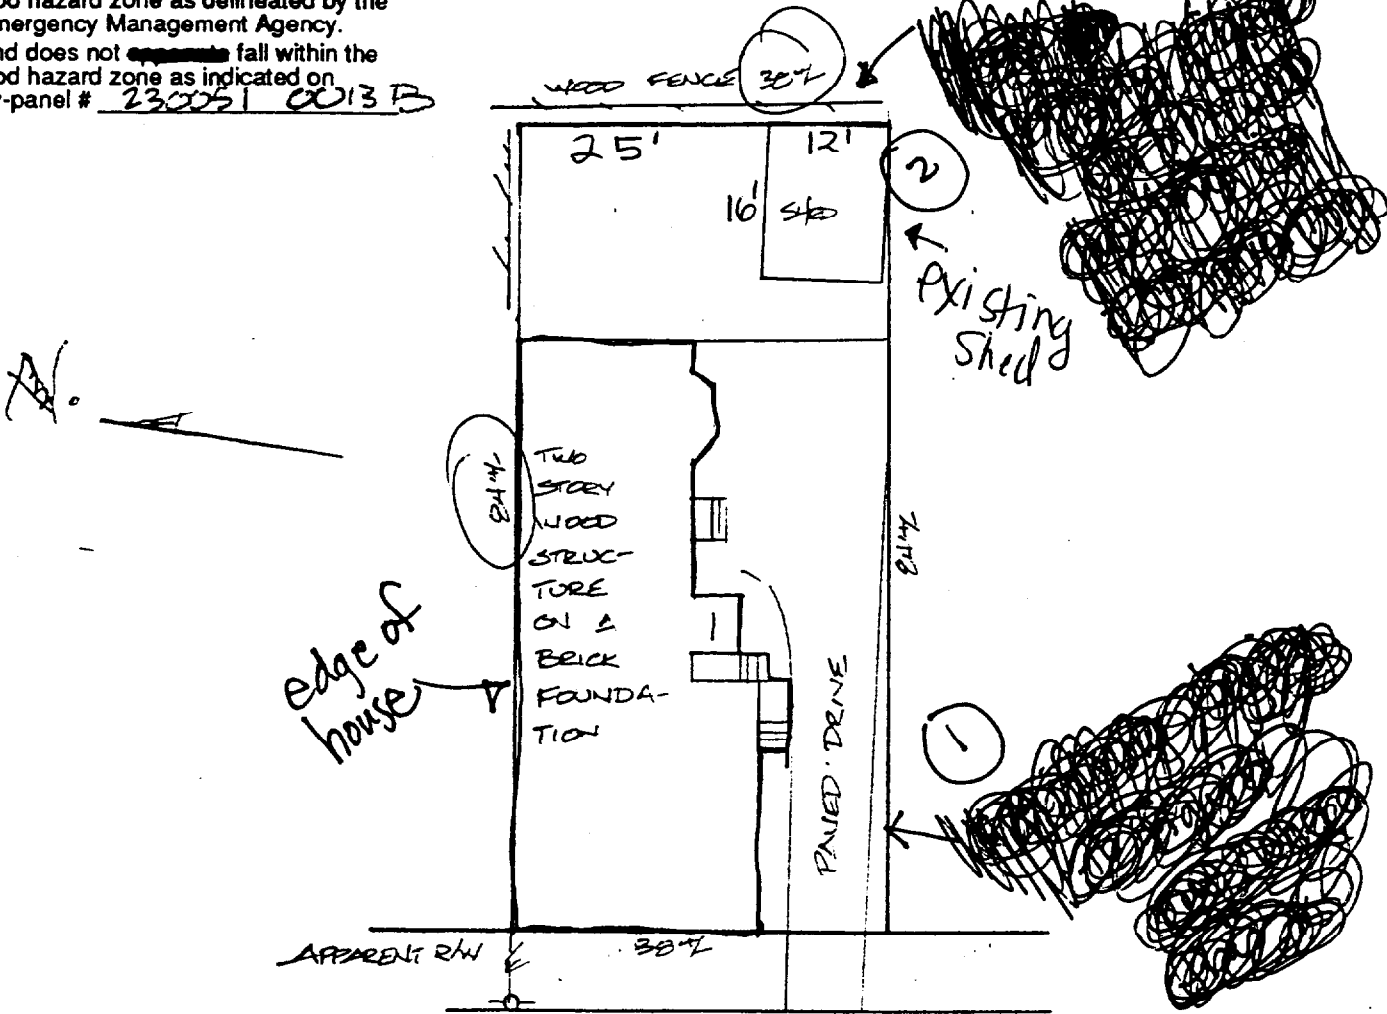 od hazard zone as delineated by the
mergency Management Agency.
nd does not fall within the
od hazard zone as indicated on
-panel # 230051 0013 B
WOOD FENCE 38'+/-
25'
12'
2
16'
SHED
existing
Shed
N.
84'+/-
TWO
STORY
WOOD
STRUC-
TURE
ON A
BRICK
FOUNDA-
TION
84'+/-
edge of
house
1
PAVED DRIVE
1
APPARENT R/W
38'+/-